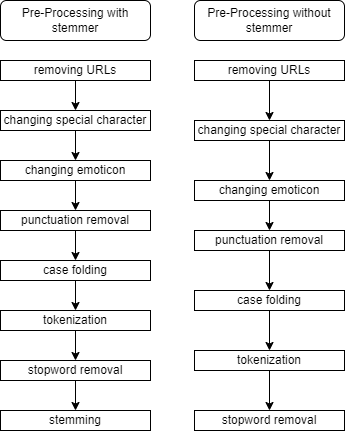 Pre-Processing with
stemmer
removing URLs
changing special character
changing emoticon
punctuation removal
case folding
tokenization
stopword removal
stemming
Pre-Processing without
stemmer
removing URLs
changing special character
changing emoticon
punctuation removal
case folding
tokenization
stopword removal